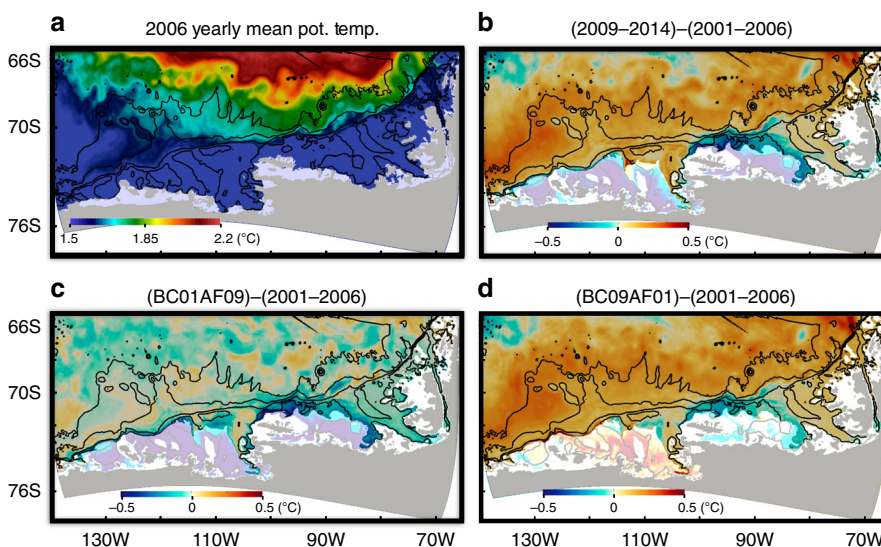 a 2006 yearly mean pot. temp.
b (2009–2014)–(2001–2006)
66S
70S
76S
1.5 1.85 2.2 (°C)
–0.5 0 0.5 (°C)
c (BC01AF09)–(2001–2006)
d (BC09AF01)–(2001–2006)
66S
70S
76S
–0.5 0 0.5 (°C)
–0.5 0 0.5 (°C)
130W 110W 90W 70W
130W 110W 90W 70W